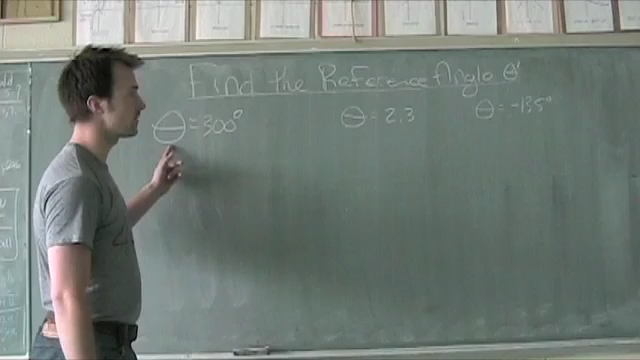 Find the Reference Angle θ'
θ = 300° θ = 2.3 θ = -135°